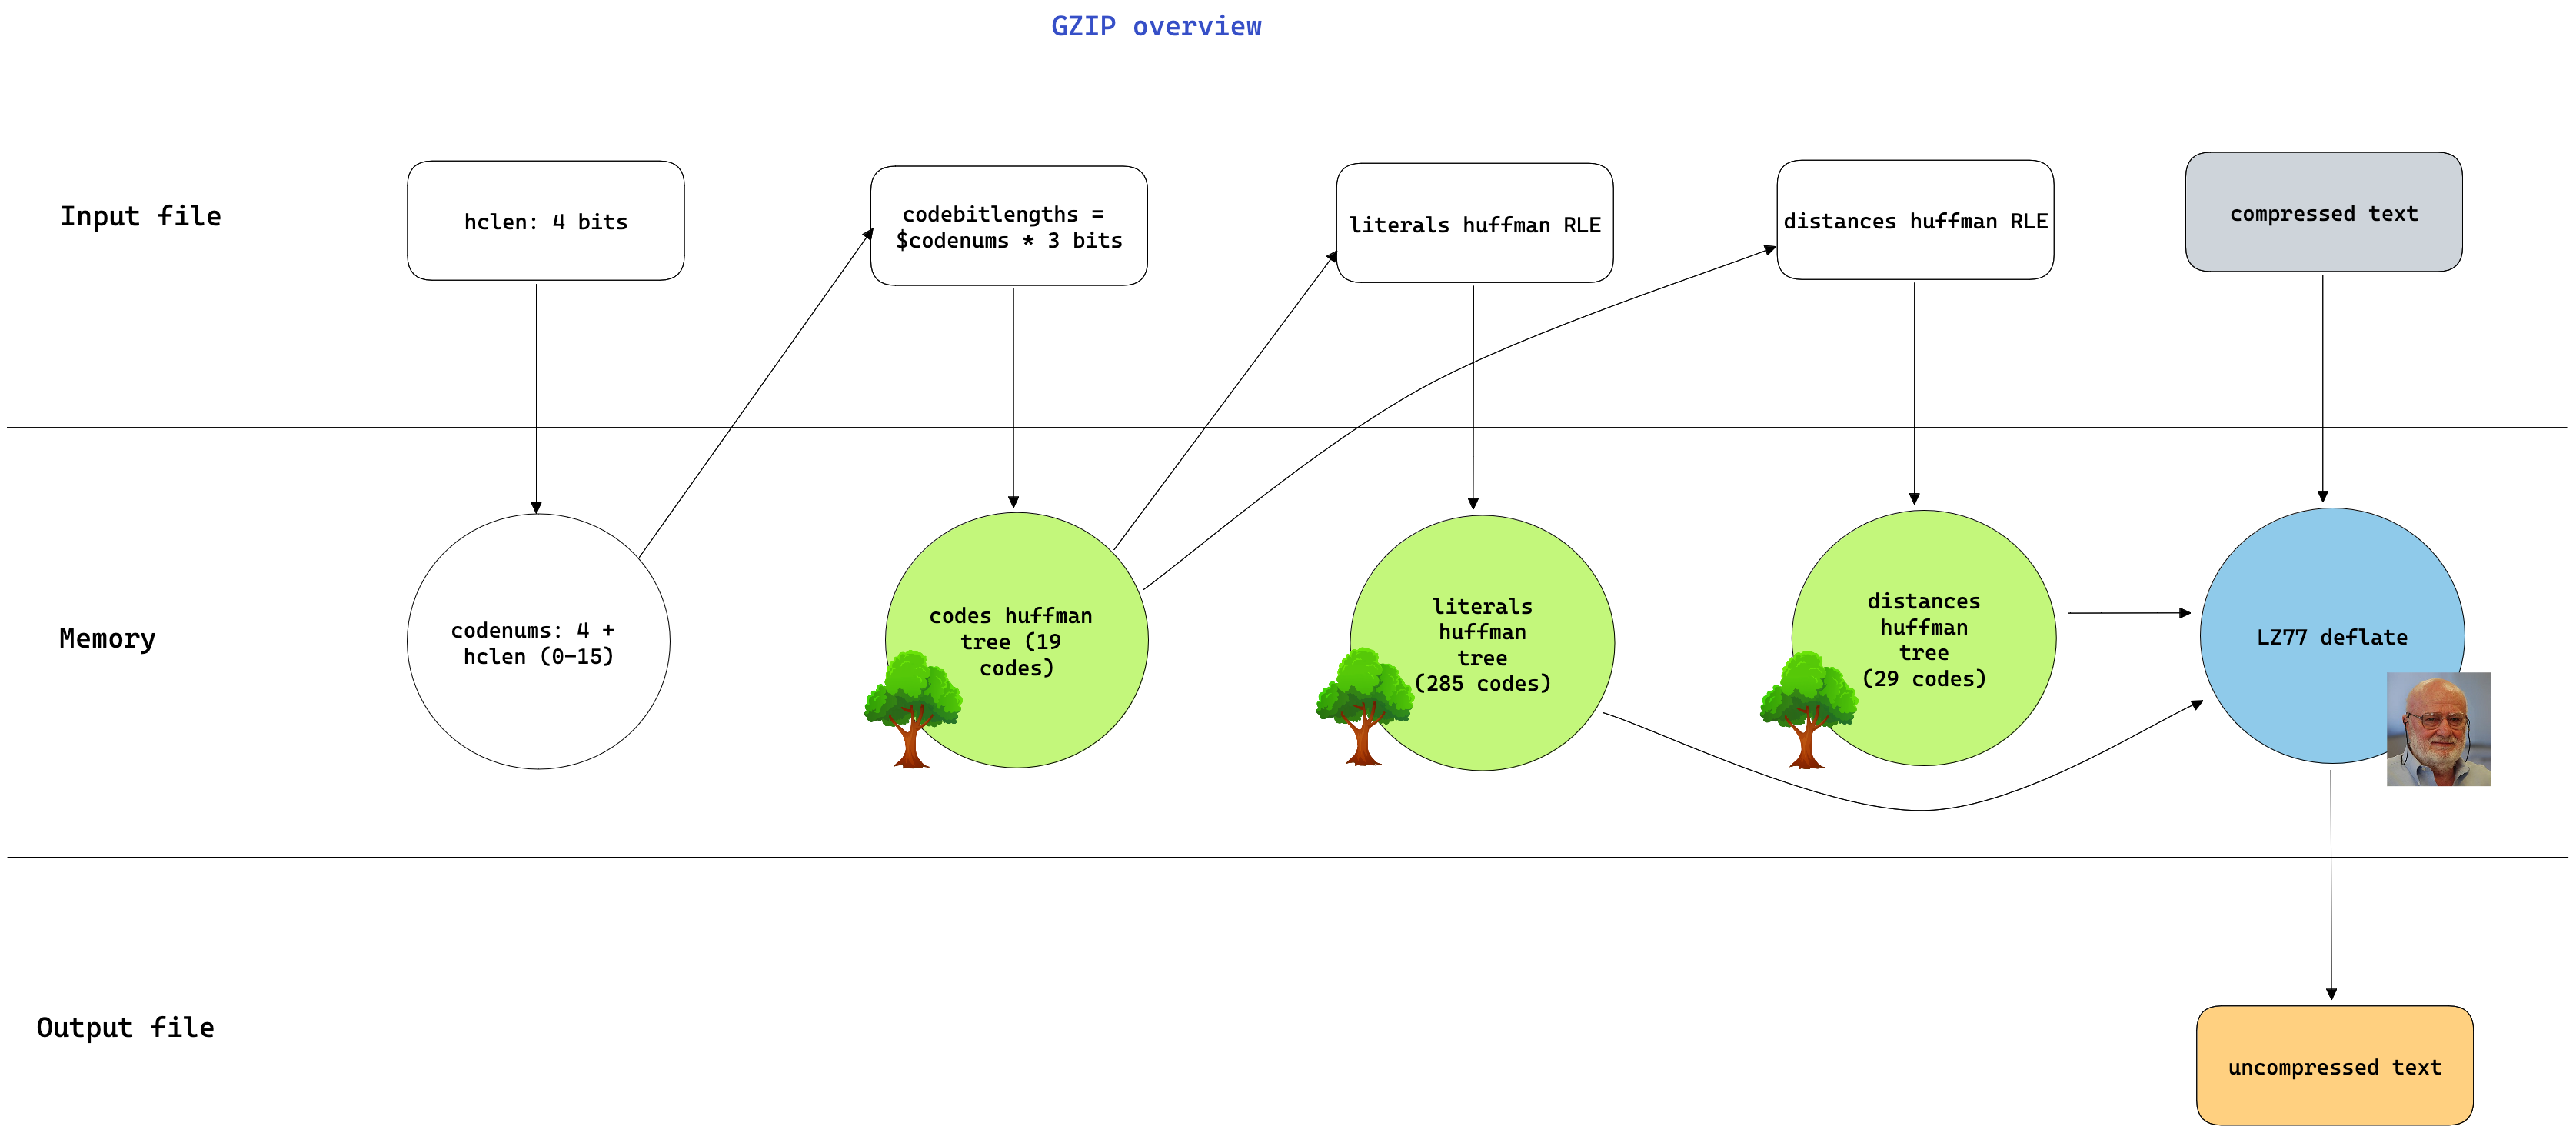 GZIP overview
Input file
hclen: 4 bits
codebitlengths =
$codenums * 3 bits
literals huffman RLE
distances huffman RLE
compressed text
Memory
codenums: 4 +
hclen (0-15)
codes huffman
tree (19
codes)
literals
huffman
tree
(285 codes)
distances
huffman
tree
(29 codes)
LZ77 deflate
Output file
uncompressed text